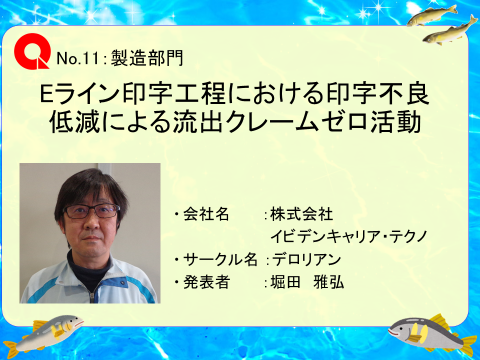 No.11：製造部門
Eライン印字工程における印字不良
低減による流出クレームゼロ活動
・会社名　：株式会社
イビデンキャリア・テクノ
・サークル名：デロリアン
・発表者　：堀田　雅弘